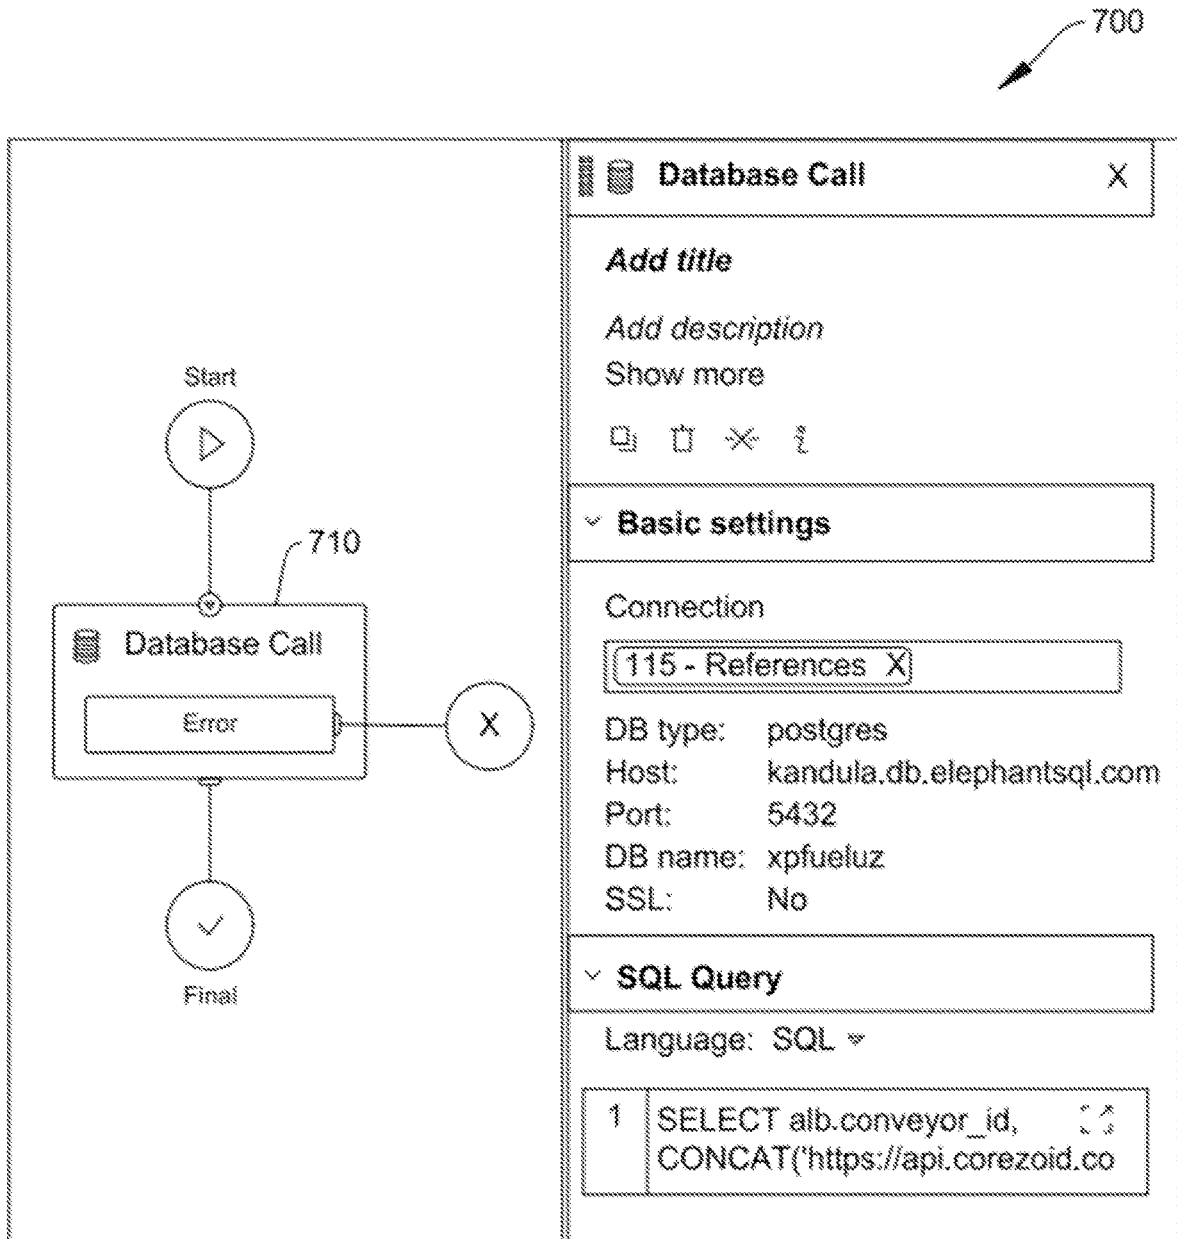 700
Start
710
Database Call
Error
X
Final
Database Call X
Add title
Add description
Show more
Basic settings
Connection
115 - References X
DB type: postgres
Host: kandula.db.elephantsql.com
Port: 5432
DB name: xpfueluz
SSL: No
SQL Query
Language: SQL
1 SELECT alb.conveyor_id,
CONCAT('https://api.corezoid.co